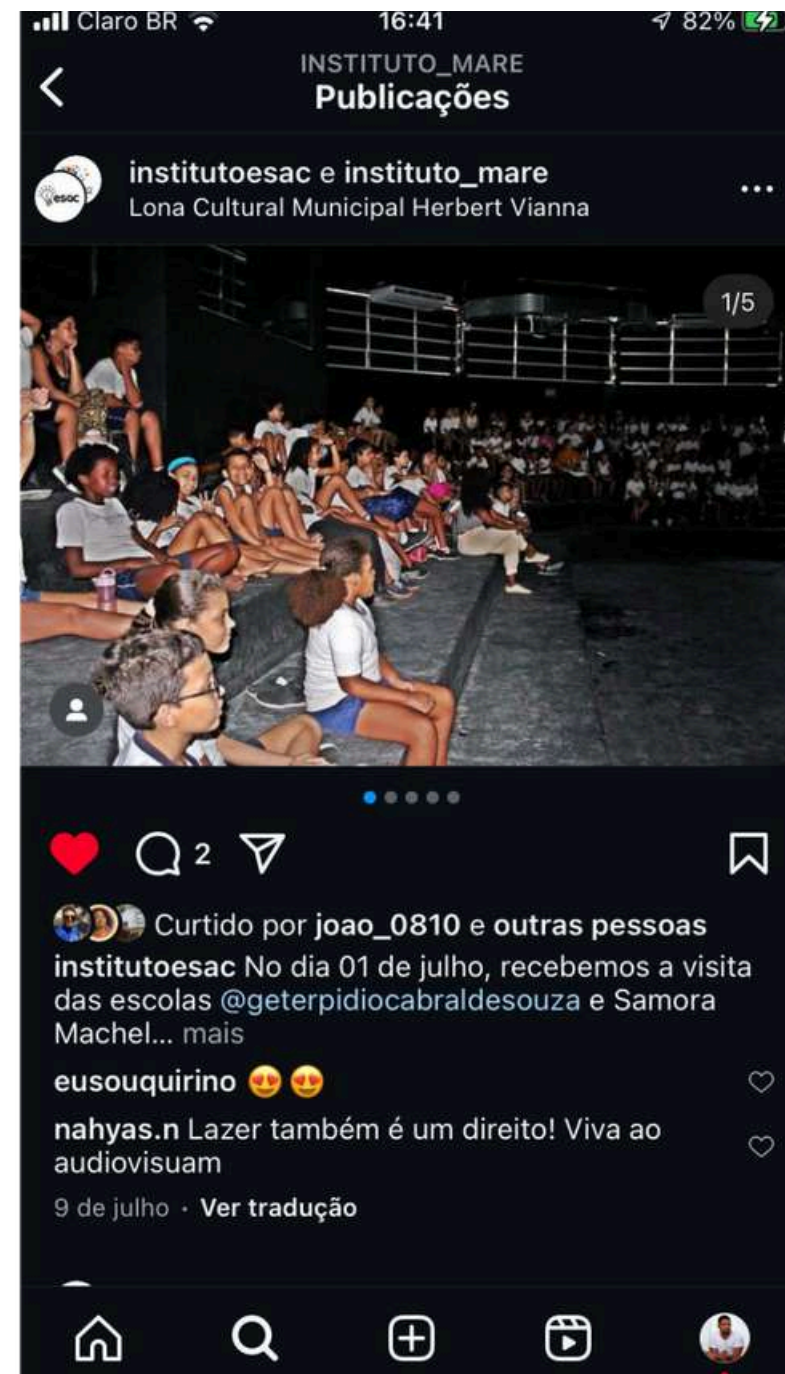 Claro BR 16:41 82%
INSTITUTO_MARE
Publicações
esac
institutoesac e instituto_mare
Lona Cultural Municipal Herbert Vianna
1/5
2
Curtido por joao_0810 e outras pessoas
institutoesac No dia 01 de julho, recebemos a visita
das escolas @geterpidiocabraldesouza e Samora
Machel... mais
eusouquirino 😍 😍
nahyas.n Lazer também é um direito! Viva ao
audiovisuam
9 de julho · Ver tradução